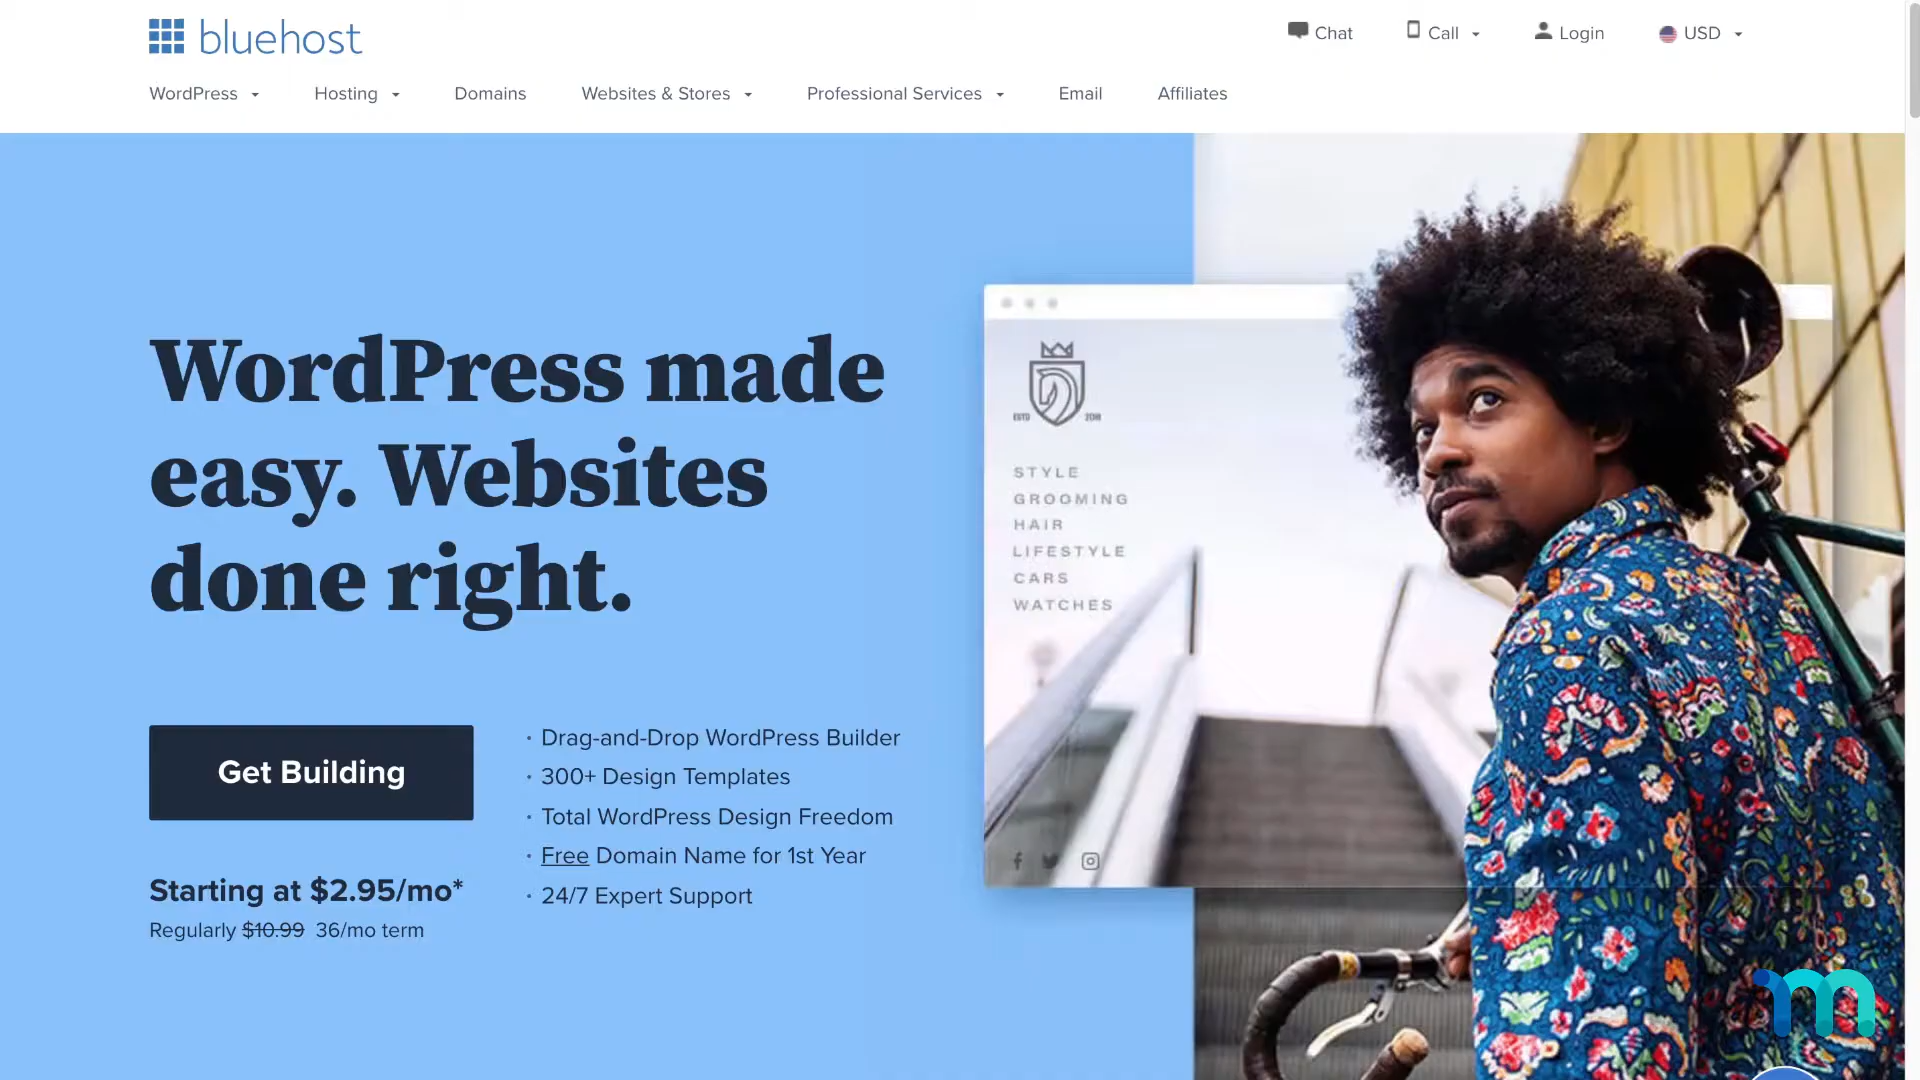 bluehost
Chat
Call
Login
USD
WordPress
Hosting
Domains
Websites & Stores
Professional Services
Email
Affiliates
WordPress made
easy. Websites
done right.
Get Building
Starting at $2.95/mo*
Regularly $10.99 36/mo term
· Drag-and-Drop WordPress Builder
· 300+ Design Templates
· Total WordPress Design Freedom
· Free Domain Name for 1st Year
· 24/7 Expert Support
ESTD 2018
STYLE
GROOMING
HAIR
LIFESTYLE
CARS
WATCHES
m